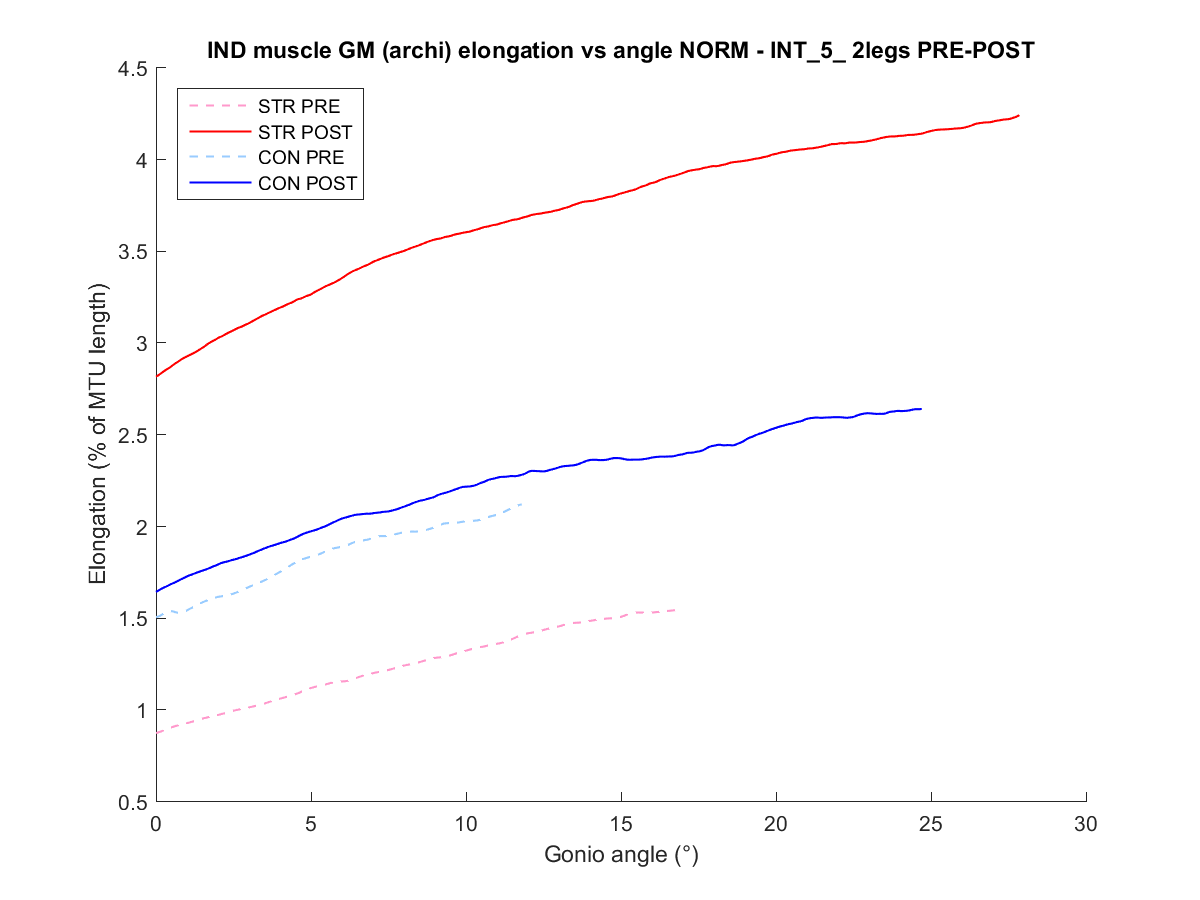 IND muscle GM (archi) elongation vs angle NORM - INT_5_ 2legs PRE-POST
4.5
4
3.5
3
2.5
2
1.5
1
0.5
Elongation (% of MTU length)
STR PRE
STR POST
CON PRE
CON POST
0 5 10 15 20 25 30
Gonio angle (°)